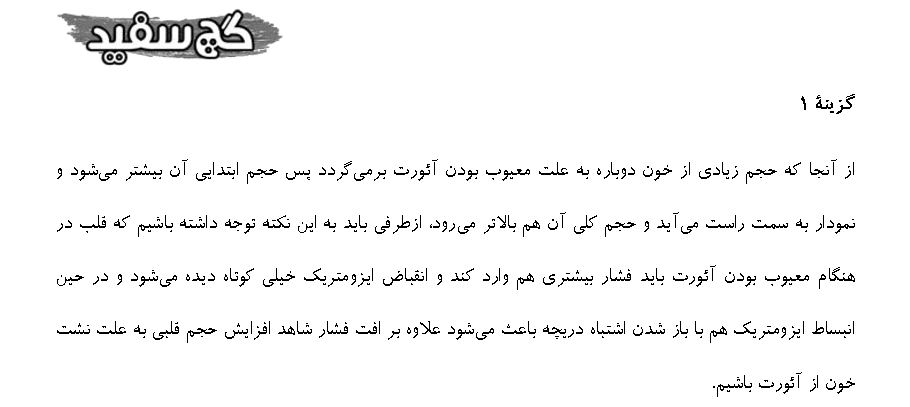 گچ سفید
گزینهٔ ۱
از آنجا که حجم زیادی از خون دوباره به علت معیوب بودن آئورت برمی‌گردد پس حجم ابتدایی آن بیشتر می‌شود و
نمودار به سمت راست می‌آید و حجم کلی آن هم بالاتر می‌رود، ازطرفی باید به این نکته توجه داشته باشیم که قلب در
هنگام معیوب بودن آئورت باید فشار بیشتری هم وارد کند و انقباض ایزومتریک خیلی کوتاه دیده می‌شود و در حین
انبساط ایزومتریک هم با باز شدن اشتباه دریچه باعث می‌شود علاوه بر افت فشار شاهد افزایش حجم قلبی به علت نشت
خون از آئورت باشیم.